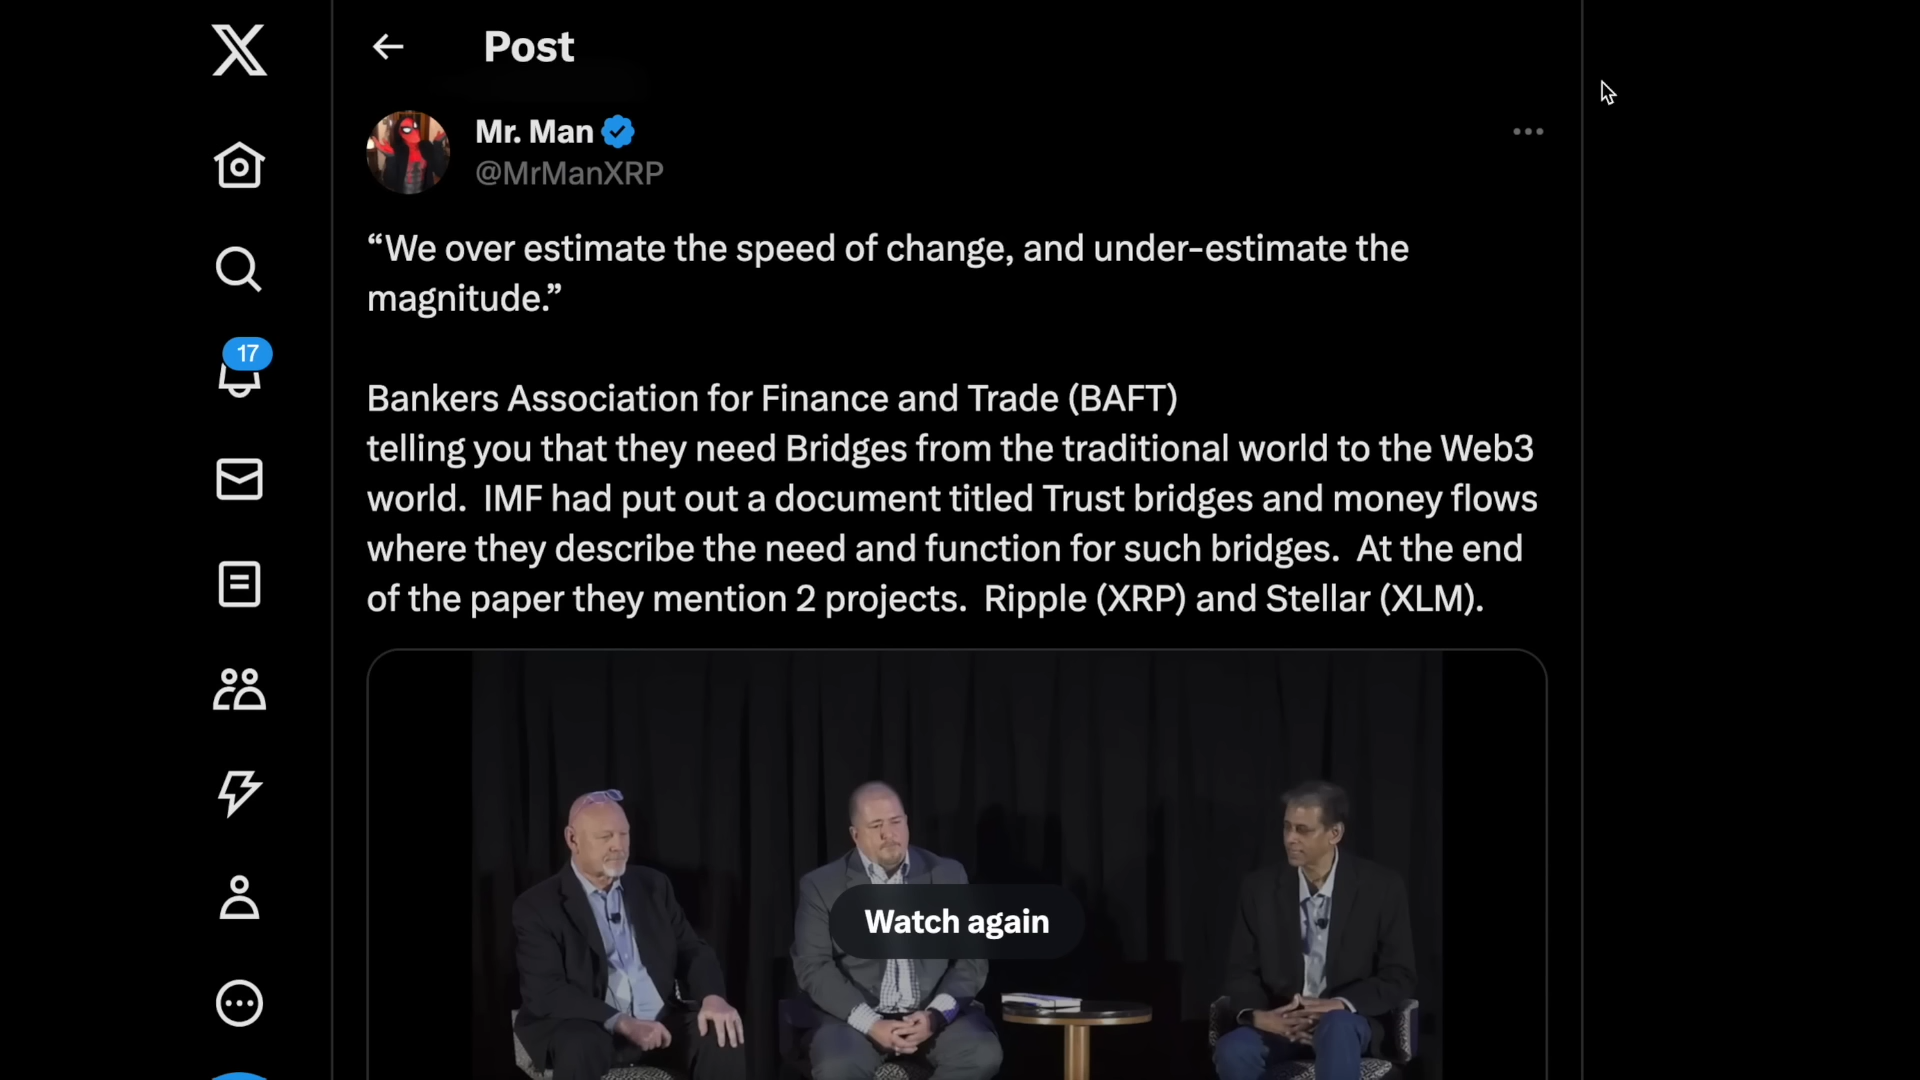 Post
Mr. Man
@MrManXRP
“We over estimate the speed of change, and under-estimate the
magnitude.”
17
Bankers Association for Finance and Trade (BAFT)
telling you that they need Bridges from the traditional world to the Web3
world.  IMF had put out a document titled Trust bridges and money flows
where they describe the need and function for such bridges.  At the end
of the paper they mention 2 projects.  Ripple (XRP) and Stellar (XLM).
Watch again